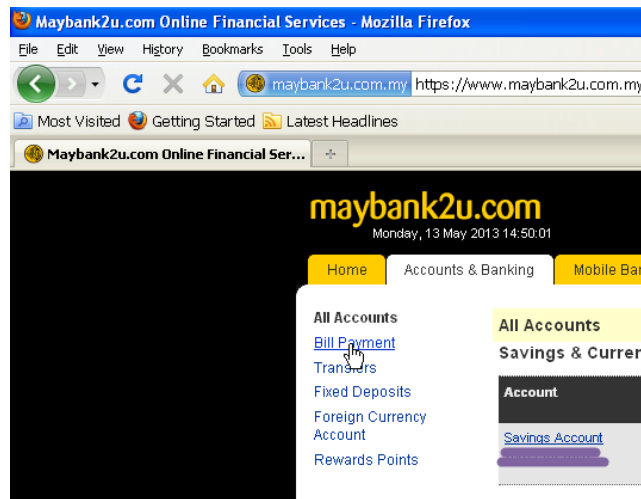 Maybank2u.com Online Financial Services - Mozilla Firefox
File Edit View History Bookmarks Tools Help
maybank2u.com.my https://www.maybank2u.com.my
Most Visited Getting Started Latest Headlines
Maybank2u.com Online Financial Ser...
maybank2u.com
Monday, 13 May 2013 14:50:01
Home Accounts & Banking Mobile Ban
All Accounts
Bill Payment
Transfers
Fixed Deposits
Foreign Currency
Account
Rewards Points
All Accounts
Savings & Curren
Account
Savings Account